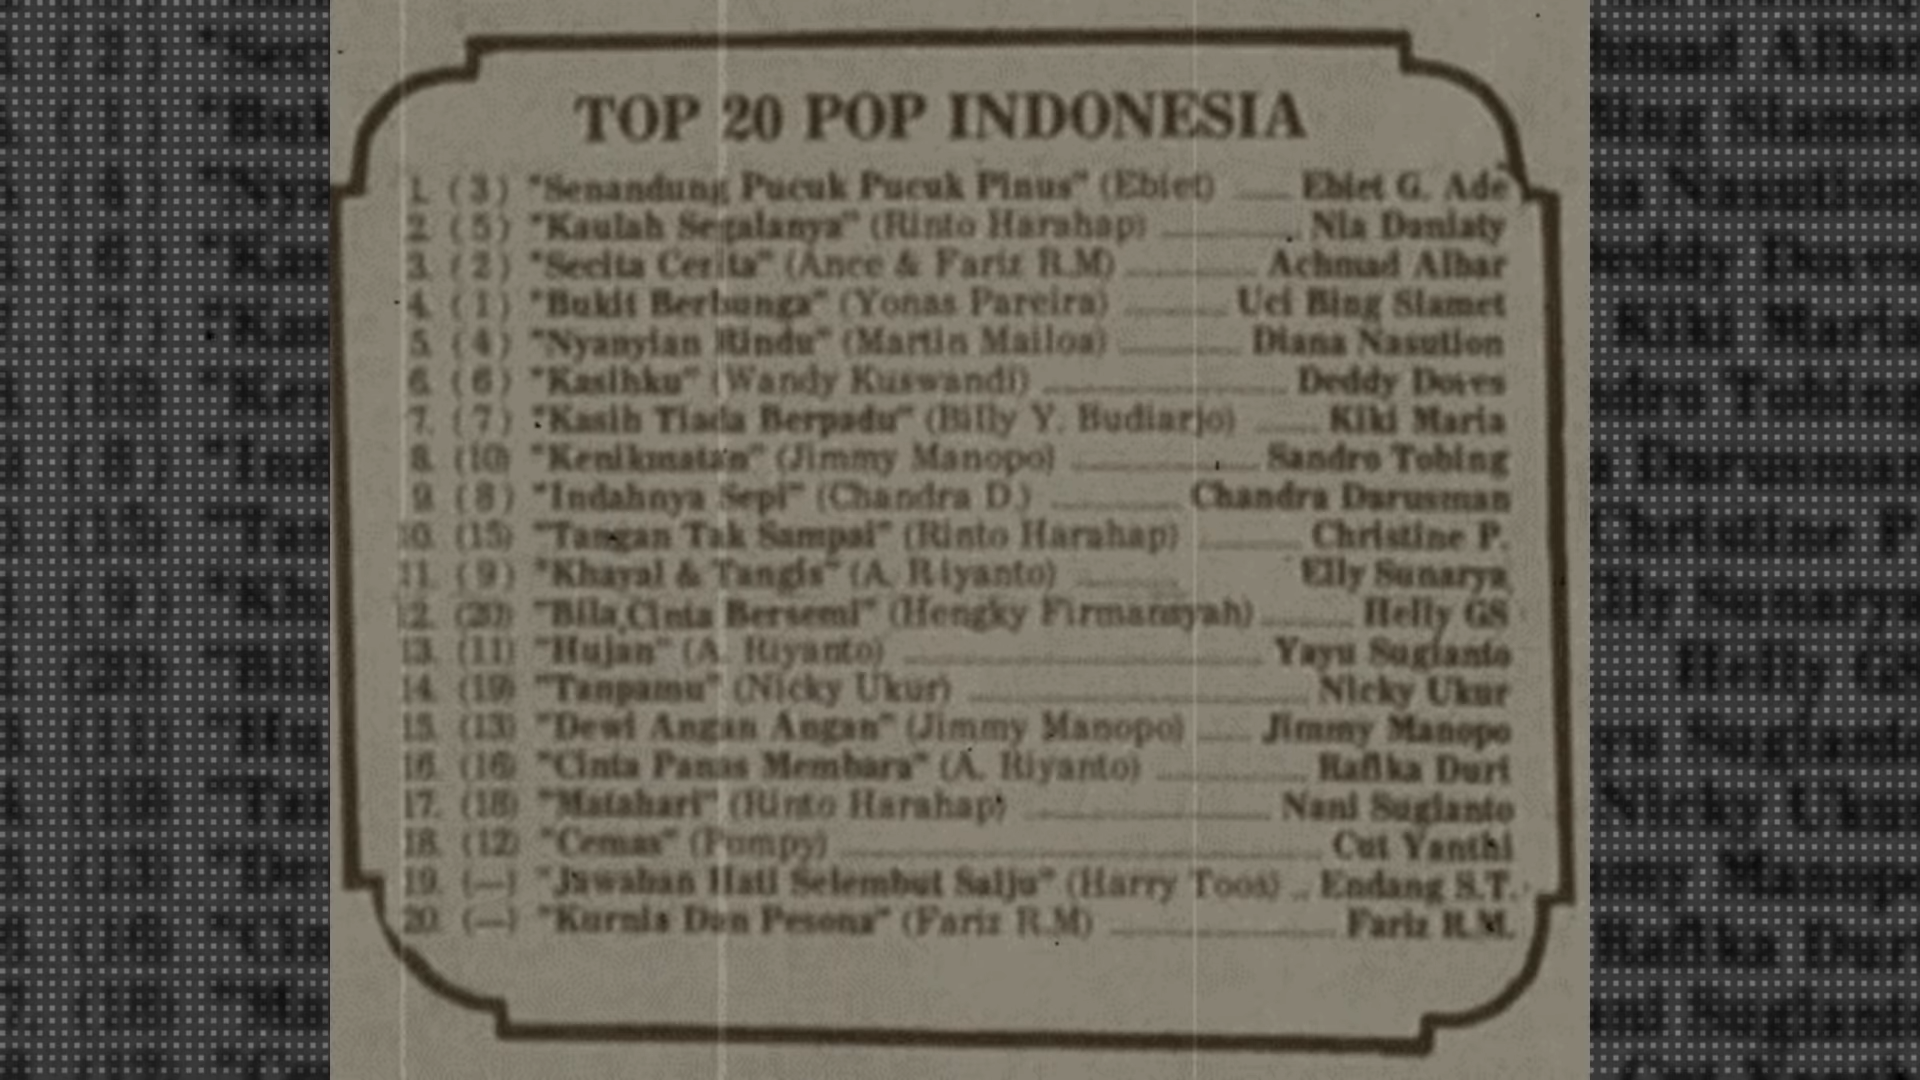 TOP 20 POP INDONESIA
1. (3) "Senandung Pucuk Pucuk Pinus" (Ebiet) Ebiet G. Ade
2. (5) "Kaulah Segalanya" (Rinto Harahap) Nia Daniaty
3. (2) "Secita Cerita" (Ance & Fariz R.M) Achmad Albar
4. (1) "Bukit Berbunga" (Yonas Pareira) Uci Bing Slamet
5. (4) "Nyanyian Rindu" (Martin Mailoa) Diana Nasution
6. (6) "Kasihku" (Wandy Kuswandi) Deddy Dores
7. (7) "Kasih Tiada Berpadu" (Billy Y. Budiarjo) Kiki Maria
8. (10) "Kenikmatan" (Jimmy Manopo) Sandro Tobing
9. (8) "Indahnya Sepi" (Chandra D.) Chandra Darusman
10. (15) "Tangan Tak Sampai" (Rinto Harahap) Christine P.
11. (9) "Khayal & Tangis" (A. Riyanto) Elly Sunarya
12. (20) "Bila Cinta Bersemi" (Hengky Firmansyah) Helly GS
13. (11) "Hujan" (A. Riyanto) Yayu Sugianto
14. (19) "Tanpamu" (Nicky Ukur) Nicky Ukur
15. (13) "Dewi Angan Angan" (Jimmy Manopo) Jimmy Manopo
16. (16) "Cinta Panas Membara" (A. Riyanto) Rafika Duri
17. (18) "Matahari" (Rinto Harahap) Nani Sugianto
18. (12) "Cemas" (Pompy) Cut Yanthi
19. (—) "Jawaban Hati Selembut Salju" (Harry Toos) .. Endang S.T.
20. (—) "Kurnia Dan Pesona" (Fariz R.M) Fariz R.M.